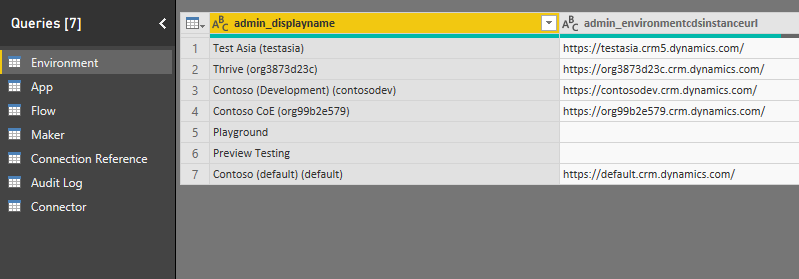 Queries [7]
Environment
App
Flow
Maker
Connection Reference
Audit Log
Connector
ABC admin_displayname ABC admin_environmentcdsinstanceurl
1 Test Asia (testasia) https://testasia.crm5.dynamics.com/
2 Thrive (org3873d23c) https://org3873d23c.crm.dynamics.com/
3 Contoso (Development) (contosodev) https://contosodev.crm.dynamics.com/
4 Contoso CoE (org99b2e579) https://org99b2e579.crm.dynamics.com/
5 Playground
6 Preview Testing
7 Contoso (default) (default) https://default.crm.dynamics.com/